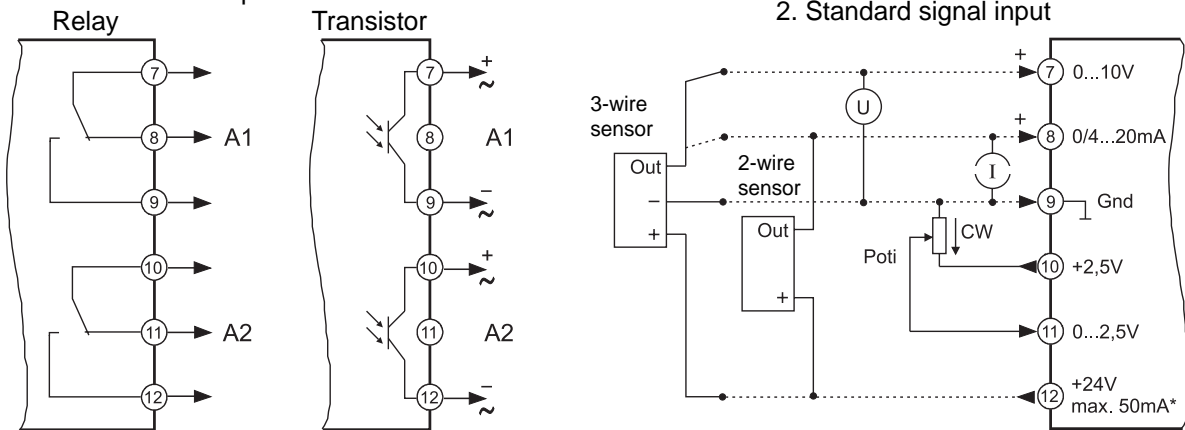 Relay
Transistor
2. Standard signal input
7
8
A1
9
10
11
A2
12
7
+
~
8
A1
9
–
~
10
+
~
11
A2
12
–
~
3-wire
sensor
Out
–
+
2-wire
sensor
Out
+
U
I
Poti
CW
+
7 0...10V
+
8 0/4...20mA
9 Gnd
10 +2,5V
11 0...2,5V
12 +24V
max. 50mA*